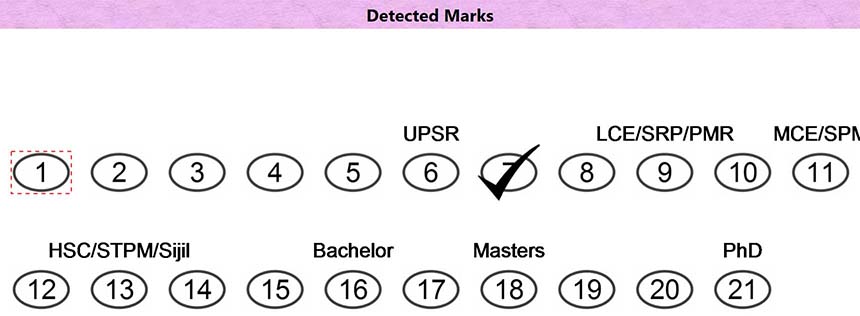 Detected Marks
UPSR LCE/SRP/PMR MCE/SPM
1 2 3 4 5 6 7 8 9 10 11
HSC/STPM/Sijil Bachelor Masters PhD
12 13 14 15 16 17 18 19 20 21